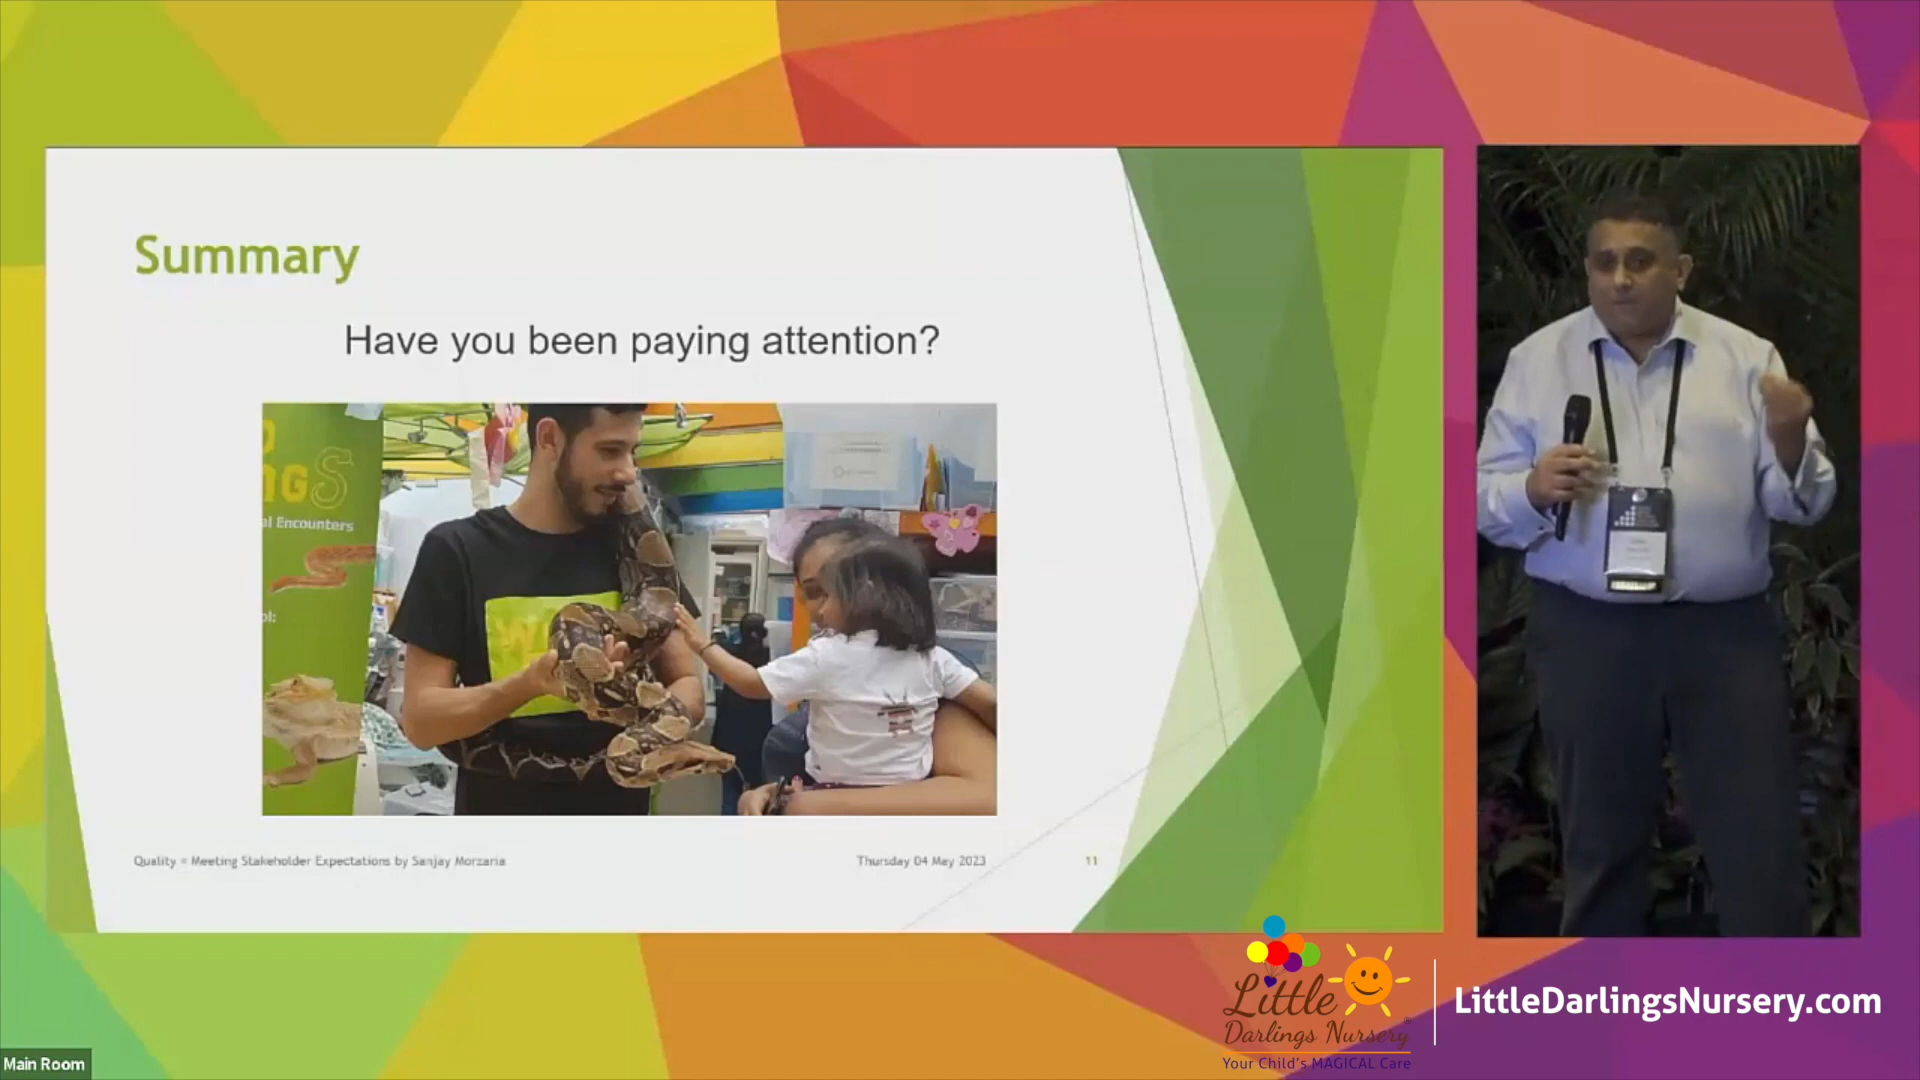 Summary
Have you been paying attention?
al Encounters
Quality = Meeting Stakeholder Expectations by Sanjay Morzaria
Thursday 04 May 2023
11
Little
Darlings Nursery®
Your Child's MAGICAL Care
LittleDarlingsNursery.com
Main Room